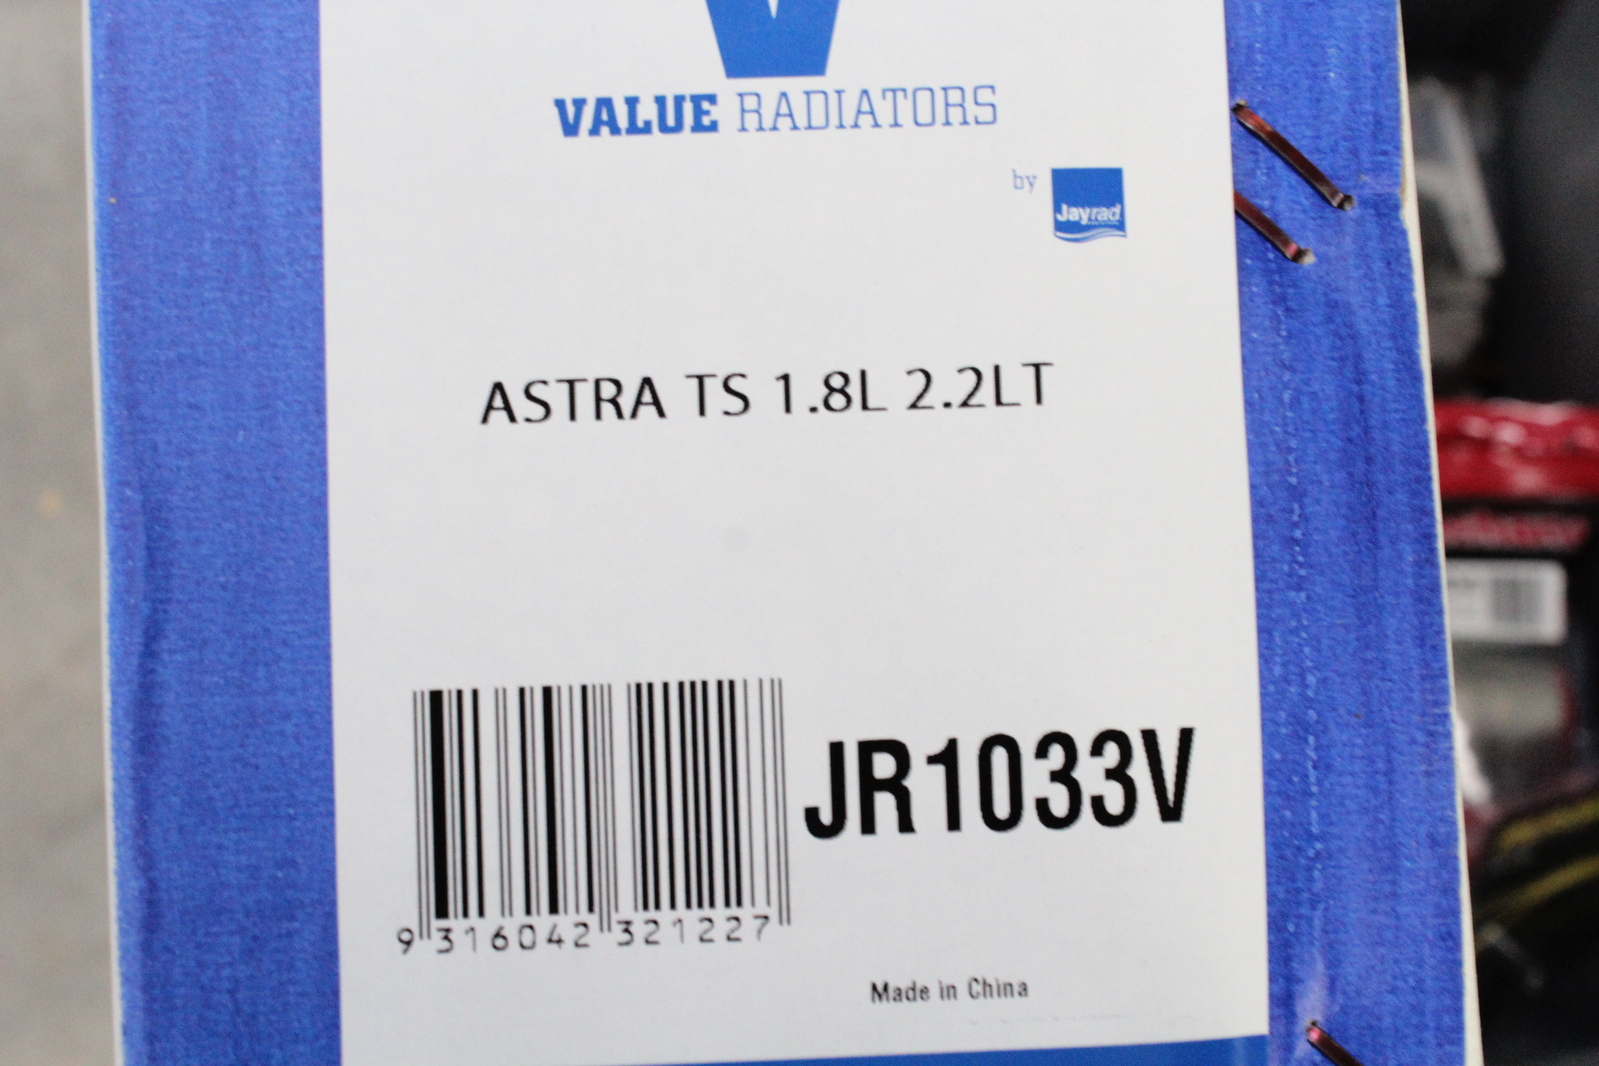 VALUE RADIATORS
by Jayrad
ASTRA TS 1.8L 2.2LT
JR1033V
9 316042 321227
Made in China